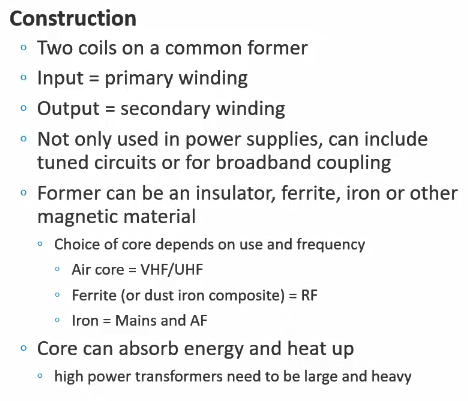 Construction
Two coils on a common former
Input = primary winding
Output = secondary winding
Not only used in power supplies, can include
tuned circuits or for broadband coupling
Former can be an insulator, ferrite, iron or other
magnetic material
Choice of core depends on use and frequency
Air core = VHF/UHF
Ferrite (or dust iron composite) = RF
Iron = Mains and AF
Core can absorb energy and heat up
high power transformers need to be large and heavy